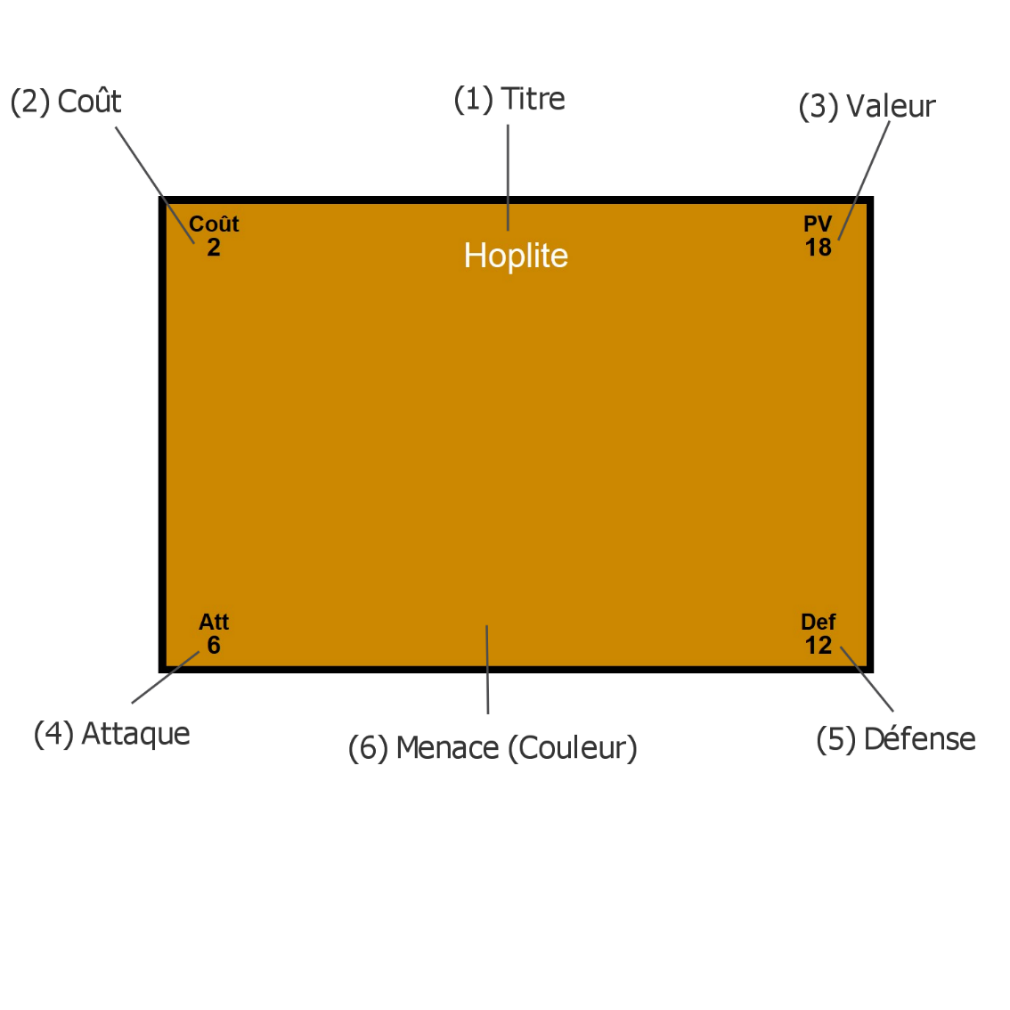 (2) Coût
(1) Titre
(3) Valeur
Coût
2
Hoplite
PV
18
Att
6
Def
12
(4) Attaque
(6) Menace (Couleur)
(5) Défense